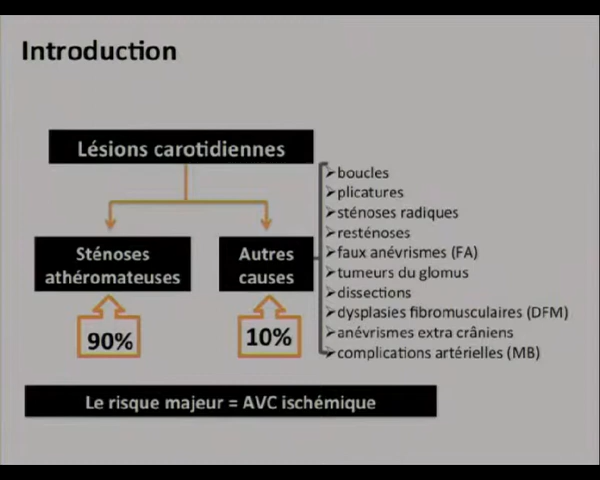 Introduction
Lésions carotidiennes
Sténoses
athéromateuses
90%
Autres
causes
10%
boucles
plicatures
sténoses radiques
resténoses
faux anévrismes (FA)
tumeurs du glomus
dissections
dysplasies fibromusculaires (DFM)
anévrismes extra crâniens
complications artérielles (MB)
Le risque majeur = AVC ischémique